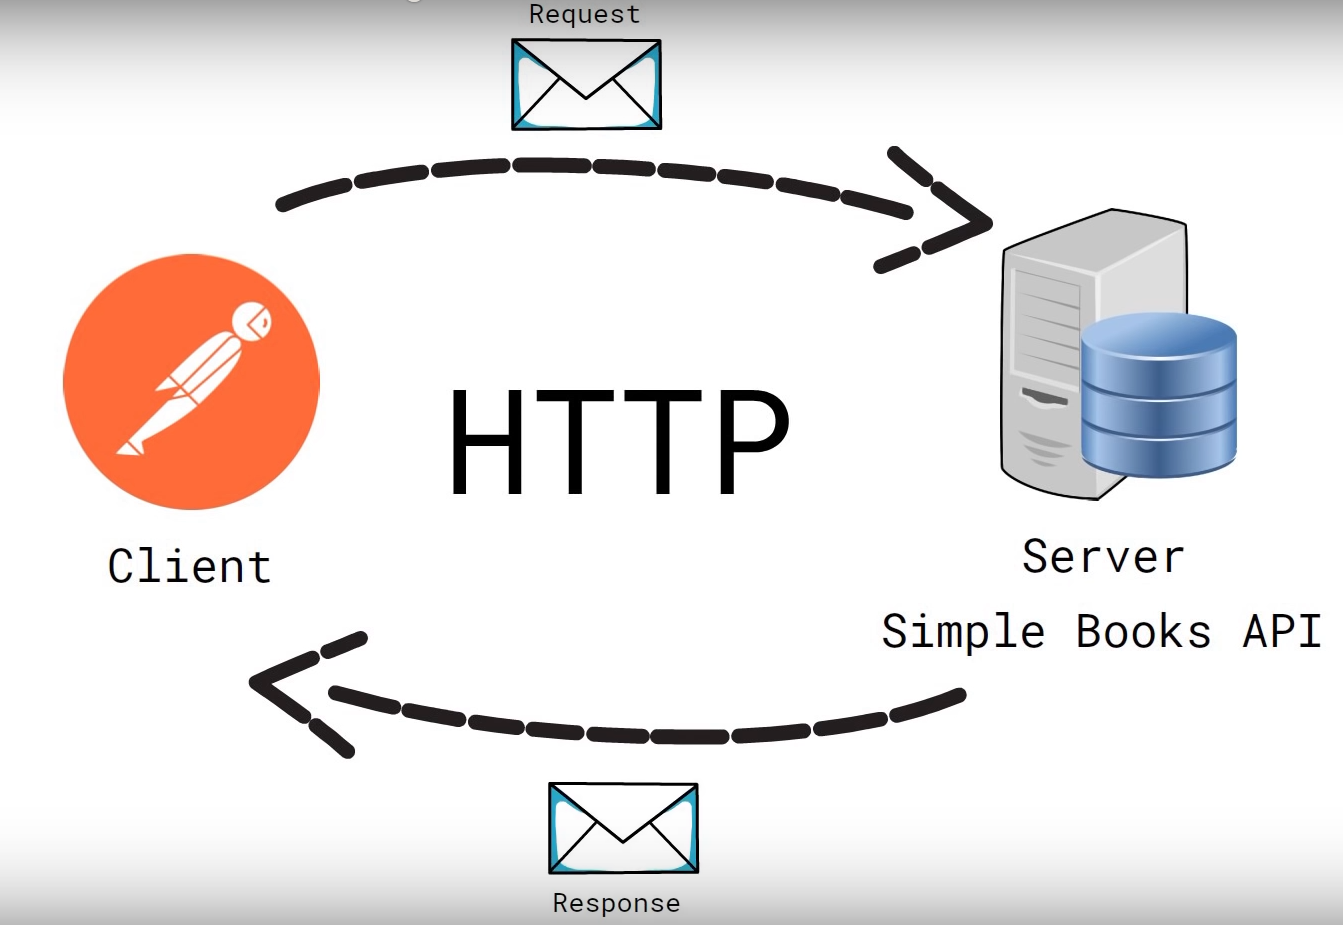 Request
HTTP
Client
Server
Simple Books API
Response